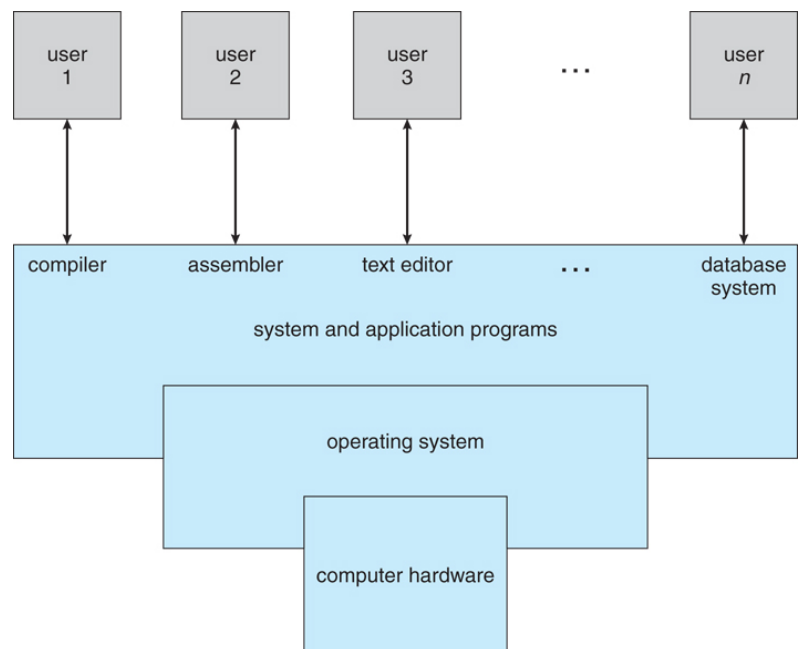 user
1
user
2
user
3
...
user
n
compiler
assembler
text editor
...
database
system
system and application programs
operating system
computer hardware